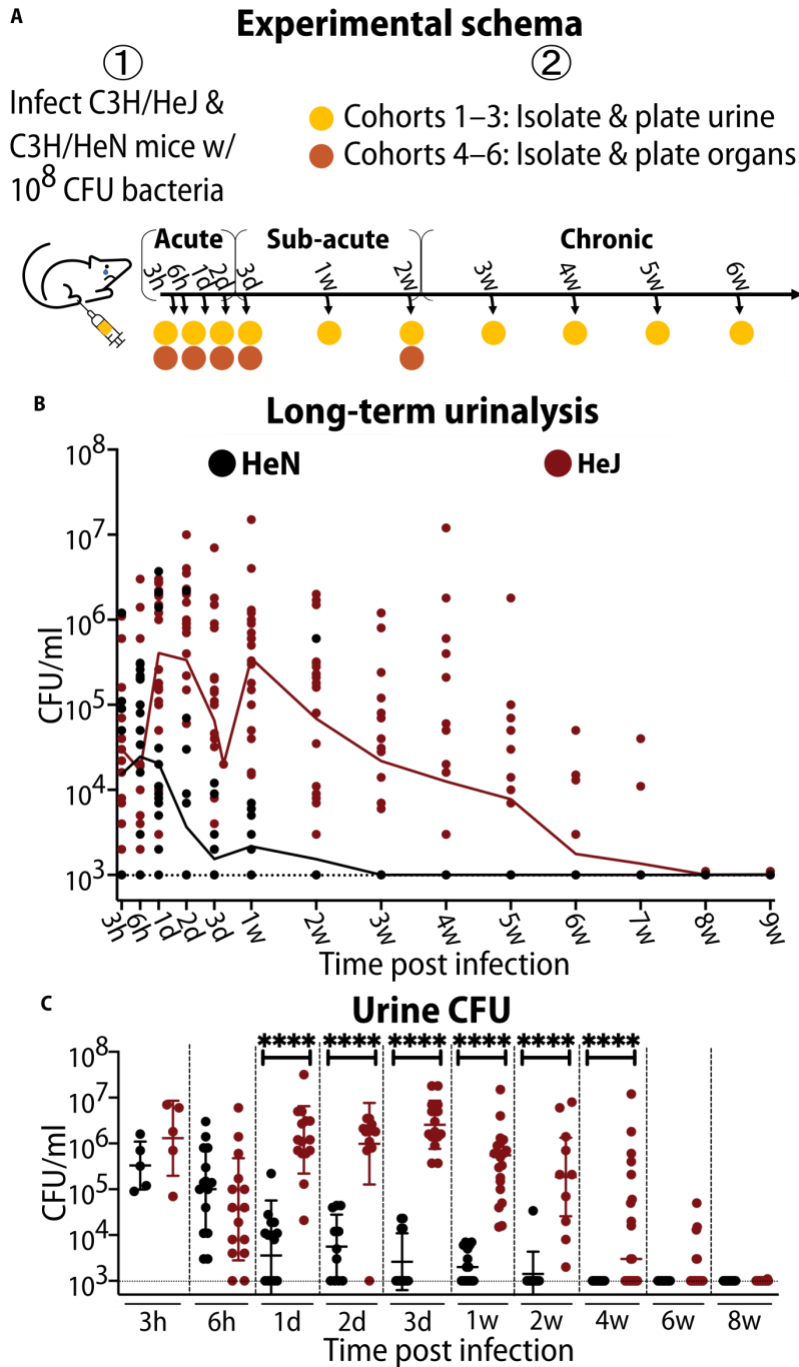 A
Experimental schema
①
②
Infect C3H/HeJ &
C3H/HeN mice w/
10⁸ CFU bacteria
Cohorts 1–3: Isolate & plate urine
Cohorts 4–6: Isolate & plate organs
Acute
Sub-acute
Chronic
3h 6h 1d 2d 3d 1w 2w 3w 4w 5w 6w
B
Long-term urinalysis
HeN
HeJ
CFU/ml
10⁸
10⁷
10⁶
10⁵
10⁴
10³
3h 6h 1d 2d 3d 1w 2w 3w 4w 5w 6w 7w 8w 9w
Time post infection
C
Urine CFU
**** **** **** **** **** ****
CFU/ml
10⁸
10⁷
10⁶
10⁵
10⁴
10³
3h 6h 1d 2d 3d 1w 2w 4w 6w 8w
Time post infection